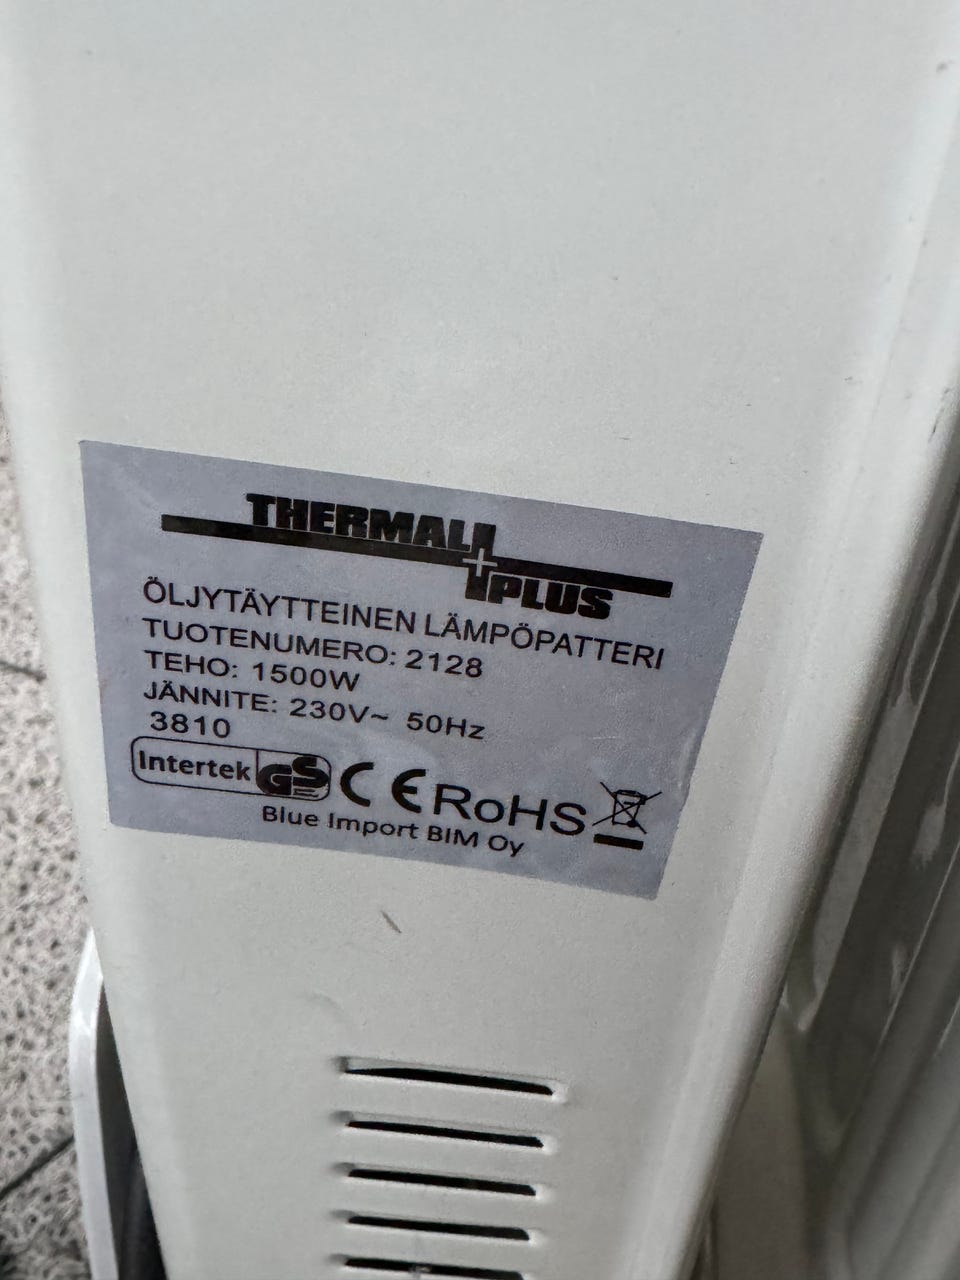 THERMAL
PLUS
ÖLJYTÄYTTEINEN LÄMPÖPATTERI
TUOTENUMERO: 2128
TEHO: 1500W
JÄNNITE: 230V~ 50Hz
3810
Intertek GS CE RoHS
Blue Import BIM Oy